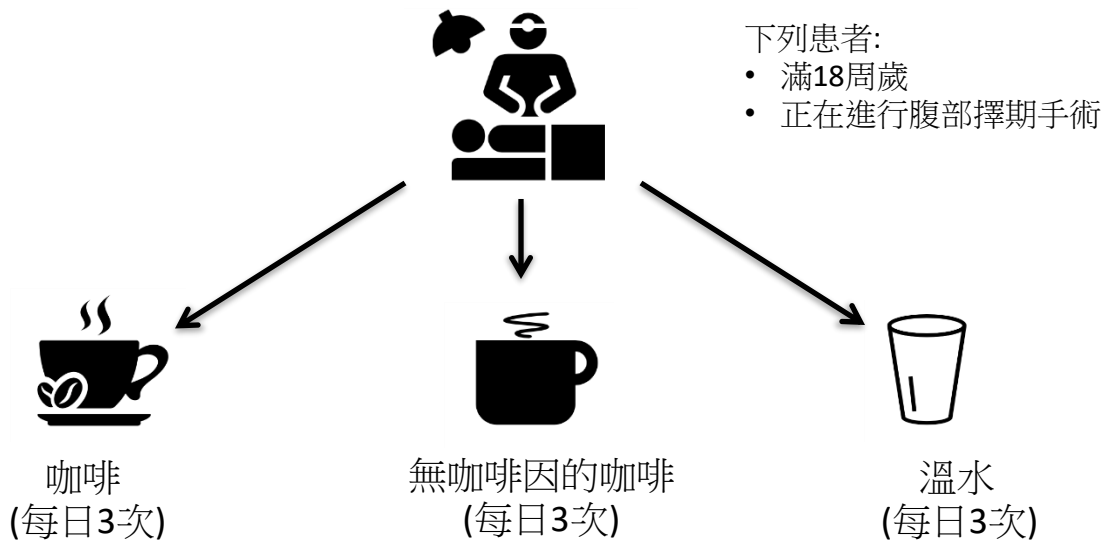 下列患者:
• 滿18周歲
• 正在進行腹部擇期手術
咖啡
(每日3次)
無咖啡因的咖啡
(每日3次)
溫水
(每日3次)